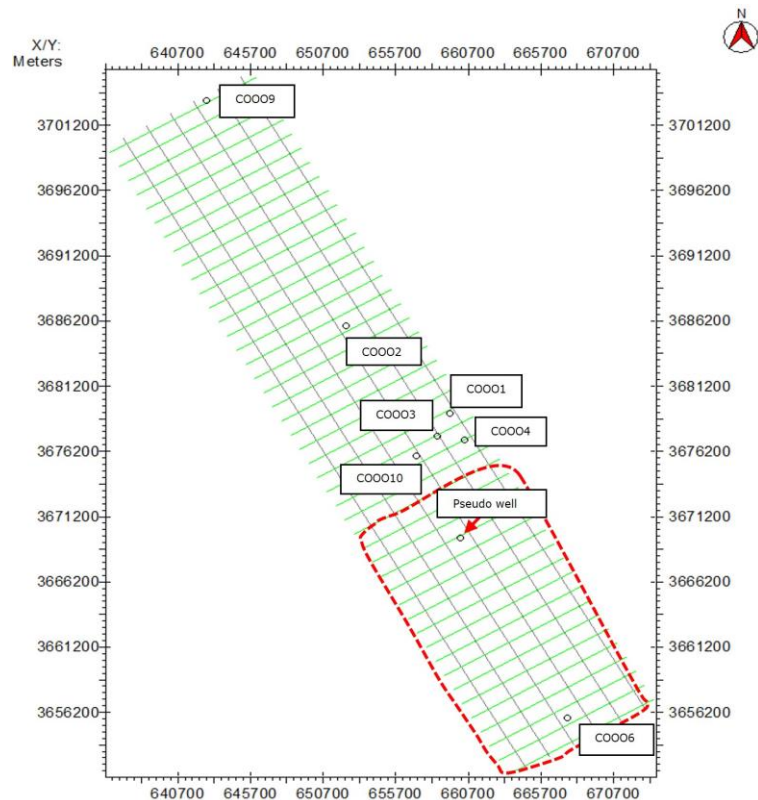 N
X/Y:
Meters
640700 645700 650700 655700 660700 665700 670700
COOO9
3701200 3701200
3696200 3696200
3691200 3691200
3686200 3686200
COOO2
3681200 3681200
COOO1
COOO3
COOO4
3676200 3676200
COOO10
Pseudo well
3671200 3671200
3666200 3666200
3661200 3661200
3656200 3656200
COOO6
640700 645700 650700 655700 660700 665700 670700